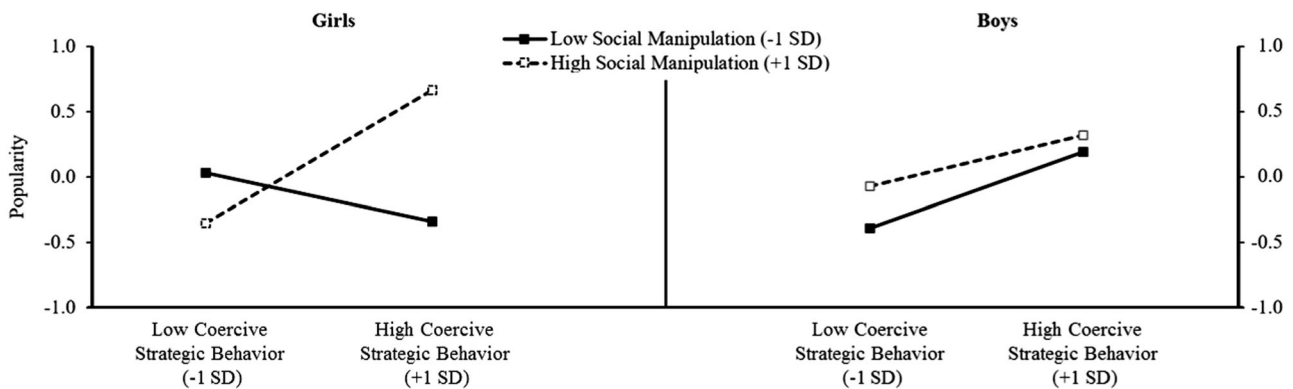 Girls
Boys
Low Social Manipulation (-1 SD)
High Social Manipulation (+1 SD)
Popularity
1.0
0.5
0.0
-0.5
-1.0
1.0
0.5
0.0
-0.5
-1.0
Low Coercive
Strategic Behavior
(-1 SD)
High Coercive
Strategic Behavior
(+1 SD)
Low Coercive
Strategic Behavior
(-1 SD)
High Coercive
Strategic Behavior
(+1 SD)